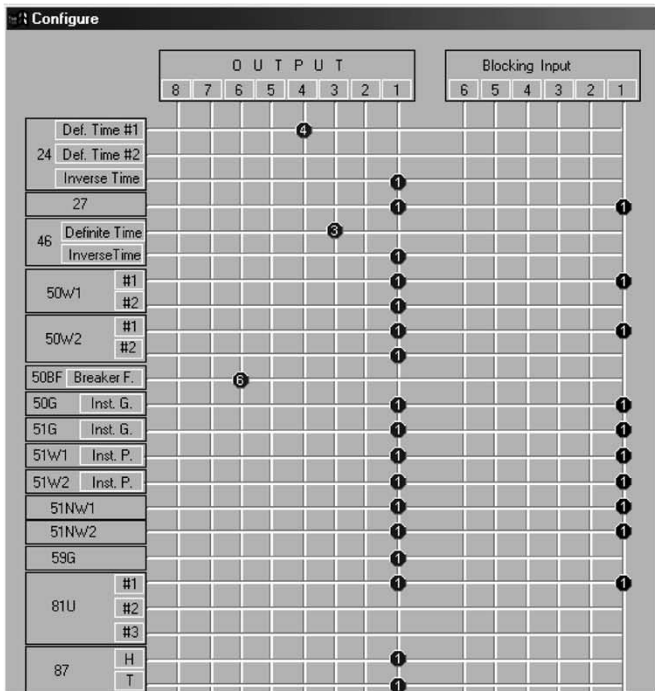 Configure
O U T P U T
Blocking Input
8 7 6 5 4 3 2 1
6 5 4 3 2 1
Def. Time #1 4
24 Def. Time #2
Inverse Time 1
27 1 1
46 Definite Time 3
InverseTime 1
50W1 #1 1 1
#2 1
50W2 #1 1 1
#2 1
50BF Breaker F. 6
50G Inst. G. 1 1
51G Inst. G. 1 1
51W1 Inst. P. 1 1
51W2 Inst. P. 1 1
51NW1 1 1
51NW2 1 1
59G 1
81U #1 1 1
#2
#3
87 H 1
T 1